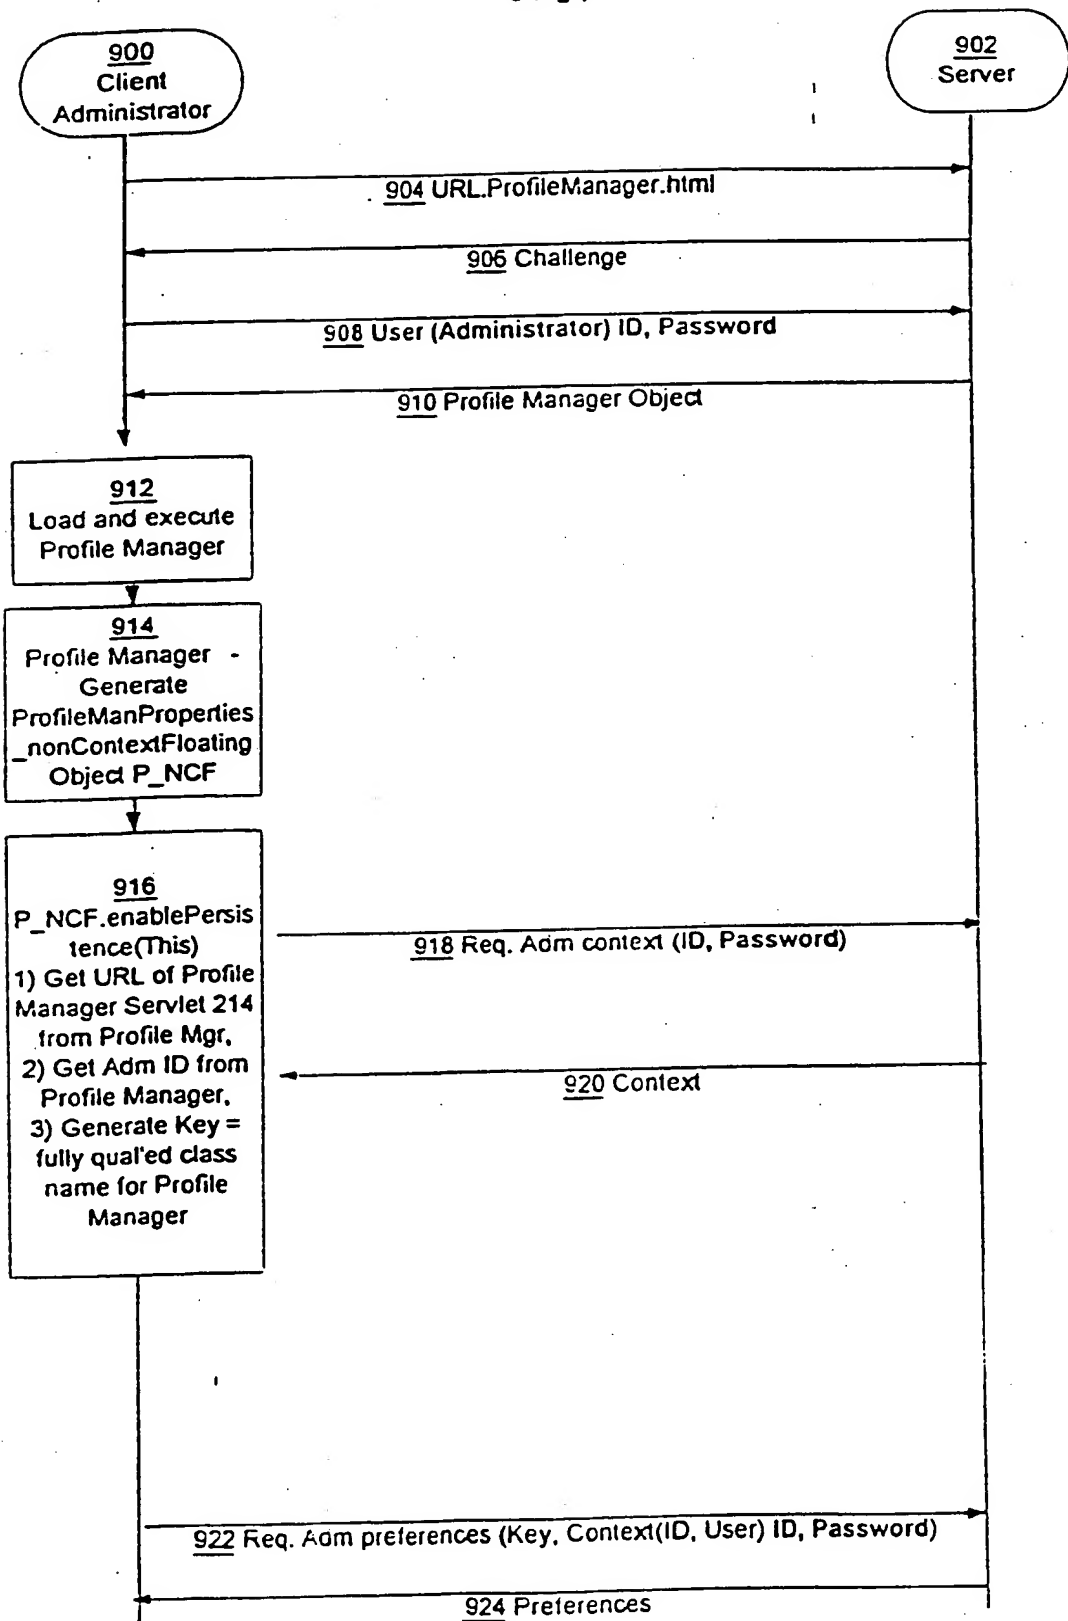 900
Client
Administrator
902
Server
904 URL.ProfileManager.html
906 Challenge
908 User (Administrator) ID, Password
910 Profile Manager Object
912
Load and execute
Profile Manager
914
Profile Manager -
Generate
ProfileManProperties
_nonContextFloating
Object P_NCF
916
P_NCF.enablePersis
tence(This)
1) Get URL of Profile
Manager Servlet 214
from Profile Mgr,
2) Get Adm ID from
Profile Manager,
3) Generate Key =
fully qual'ed class
name for Profile
Manager
918 Req. Adm context (ID, Password)
920 Context
922 Req. Adm preferences (Key, Context(ID, User) ID, Password)
924 Preferences